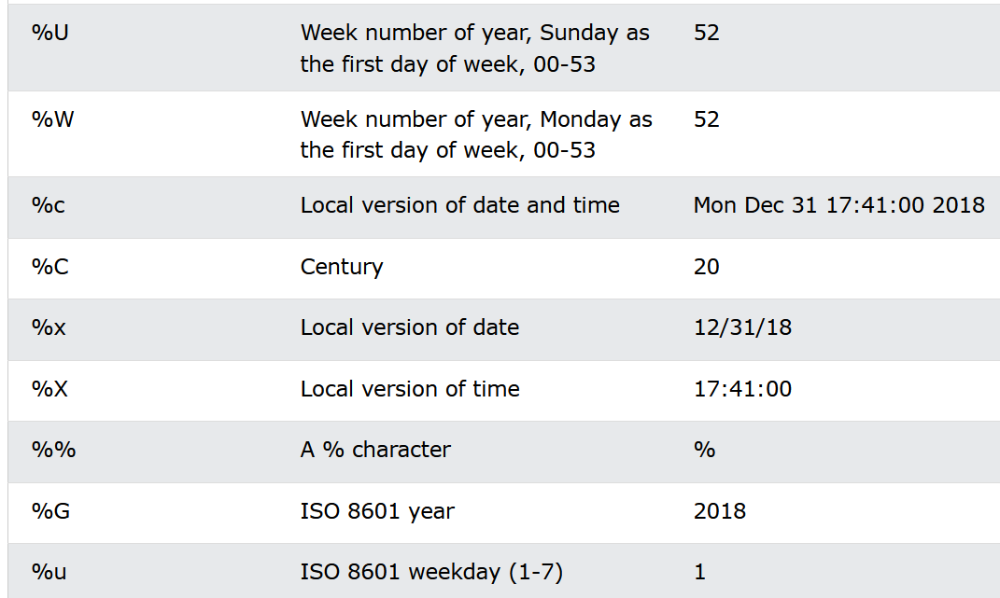 %U Week number of year, Sunday as 52
the first day of week, 00-53
%W Week number of year, Monday as 52
the first day of week, 00-53
%c Local version of date and time Mon Dec 31 17:41:00 2018
%C Century 20
%x Local version of date 12/31/18
%X Local version of time 17:41:00
%% A % character %
%G ISO 8601 year 2018
%u ISO 8601 weekday (1-7) 1